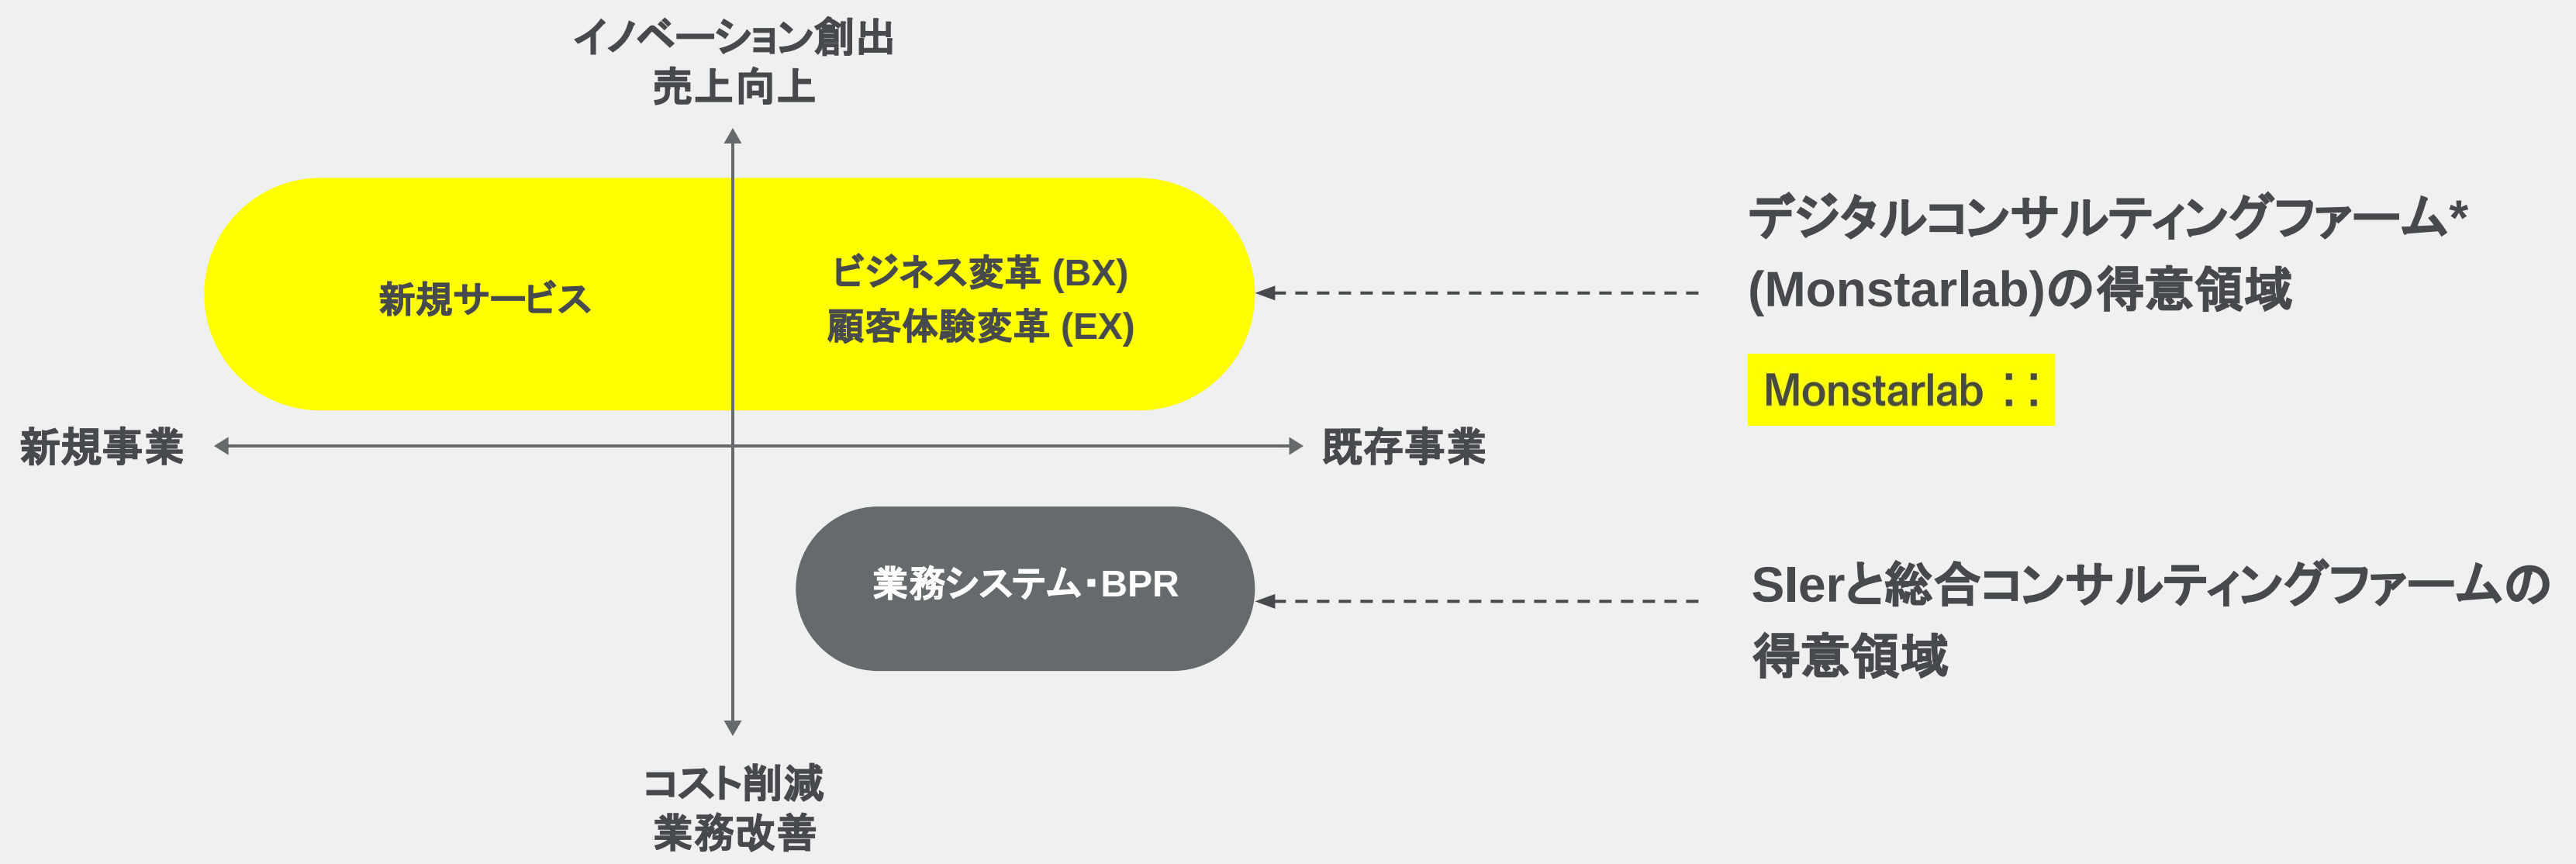 イノベーション創出
売上向上
新規サービス
ビジネス変革 (BX)
顧客体験変革 (EX)
デジタルコンサルティングファーム*
(Monstarlab)の得意領域
Monstarlab
新規事業
既存事業
業務システム・BPR
SIerと総合コンサルティングファームの
得意領域
コスト削減
業務改善